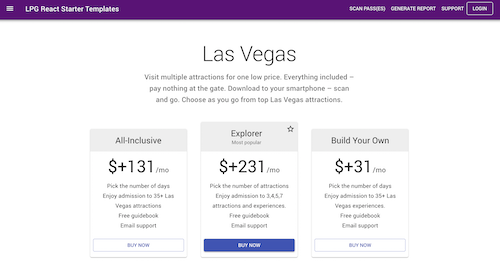 LPG React Starter Templates
SCAN PASS(ES) GENERATE REPORT SUPPORT LOGIN
Las Vegas
Visit multiple attractions for one low price. Everything included –
pay nothing at the gate. Download to your smartphone – scan
and go. Choose as you go from top Las Vegas attractions.
All-Inclusive
$+131/mo
Pick the number of days
Enjoy admission to 35+ Las
Vegas attractions
Free guidebook
Email support
BUY NOW
Explorer
Most popular
$+231/mo
Pick the number of attractions
Enjoy admission to 3,4,5,7
attractions and experiences.
Free guidebook
Email support
BUY NOW
Build Your Own
$+31/mo
Pick the number of days
Enjoy admission to 35+ Las
Vegas experiences.
Free guidebook
Email support
BUY NOW